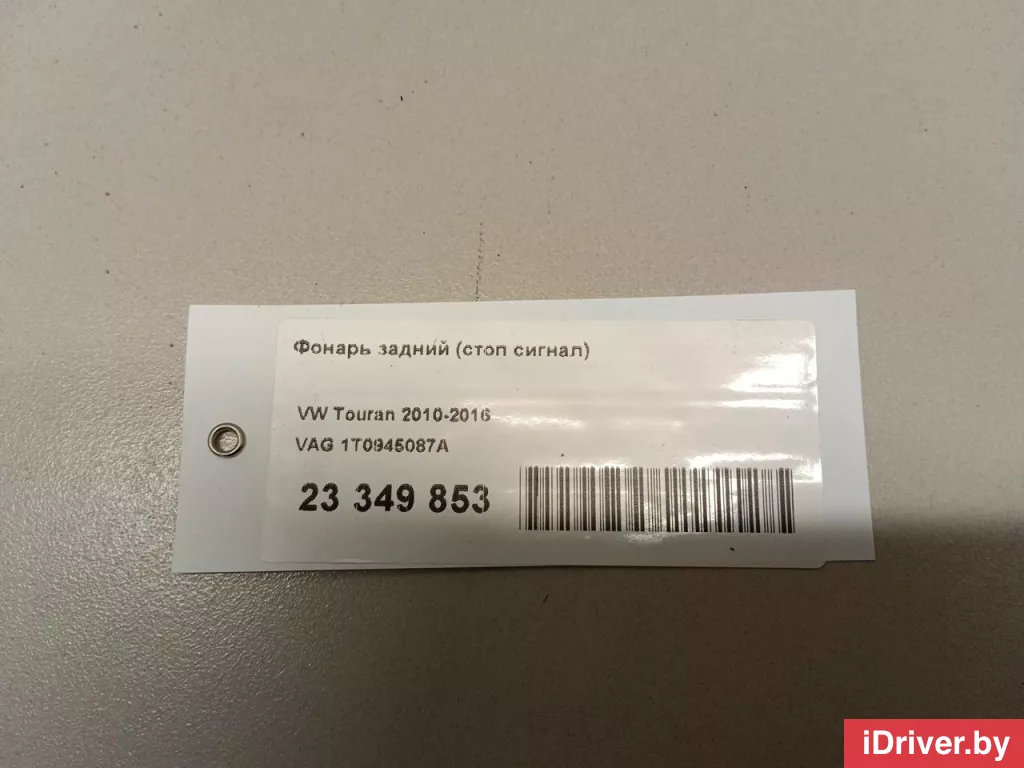 Фонарь задний (стоп сигнал)
VW Touran 2010-2016
VAG 1T0945087A
23 349 853
iDriver.by